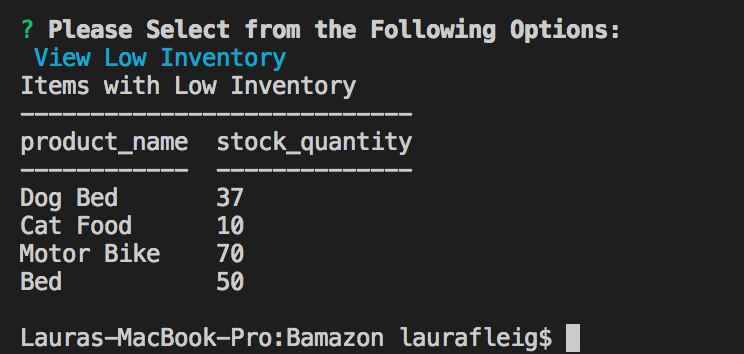 ? Please Select from the Following Options:
 View Low Inventory
Items with Low Inventory
----------------------------
product_name  stock_quantity
------------  --------------
Dog Bed       37
Cat Food      10
Motor Bike    70
Bed           50
Lauras-MacBook-Pro:Bamazon laurafleig$